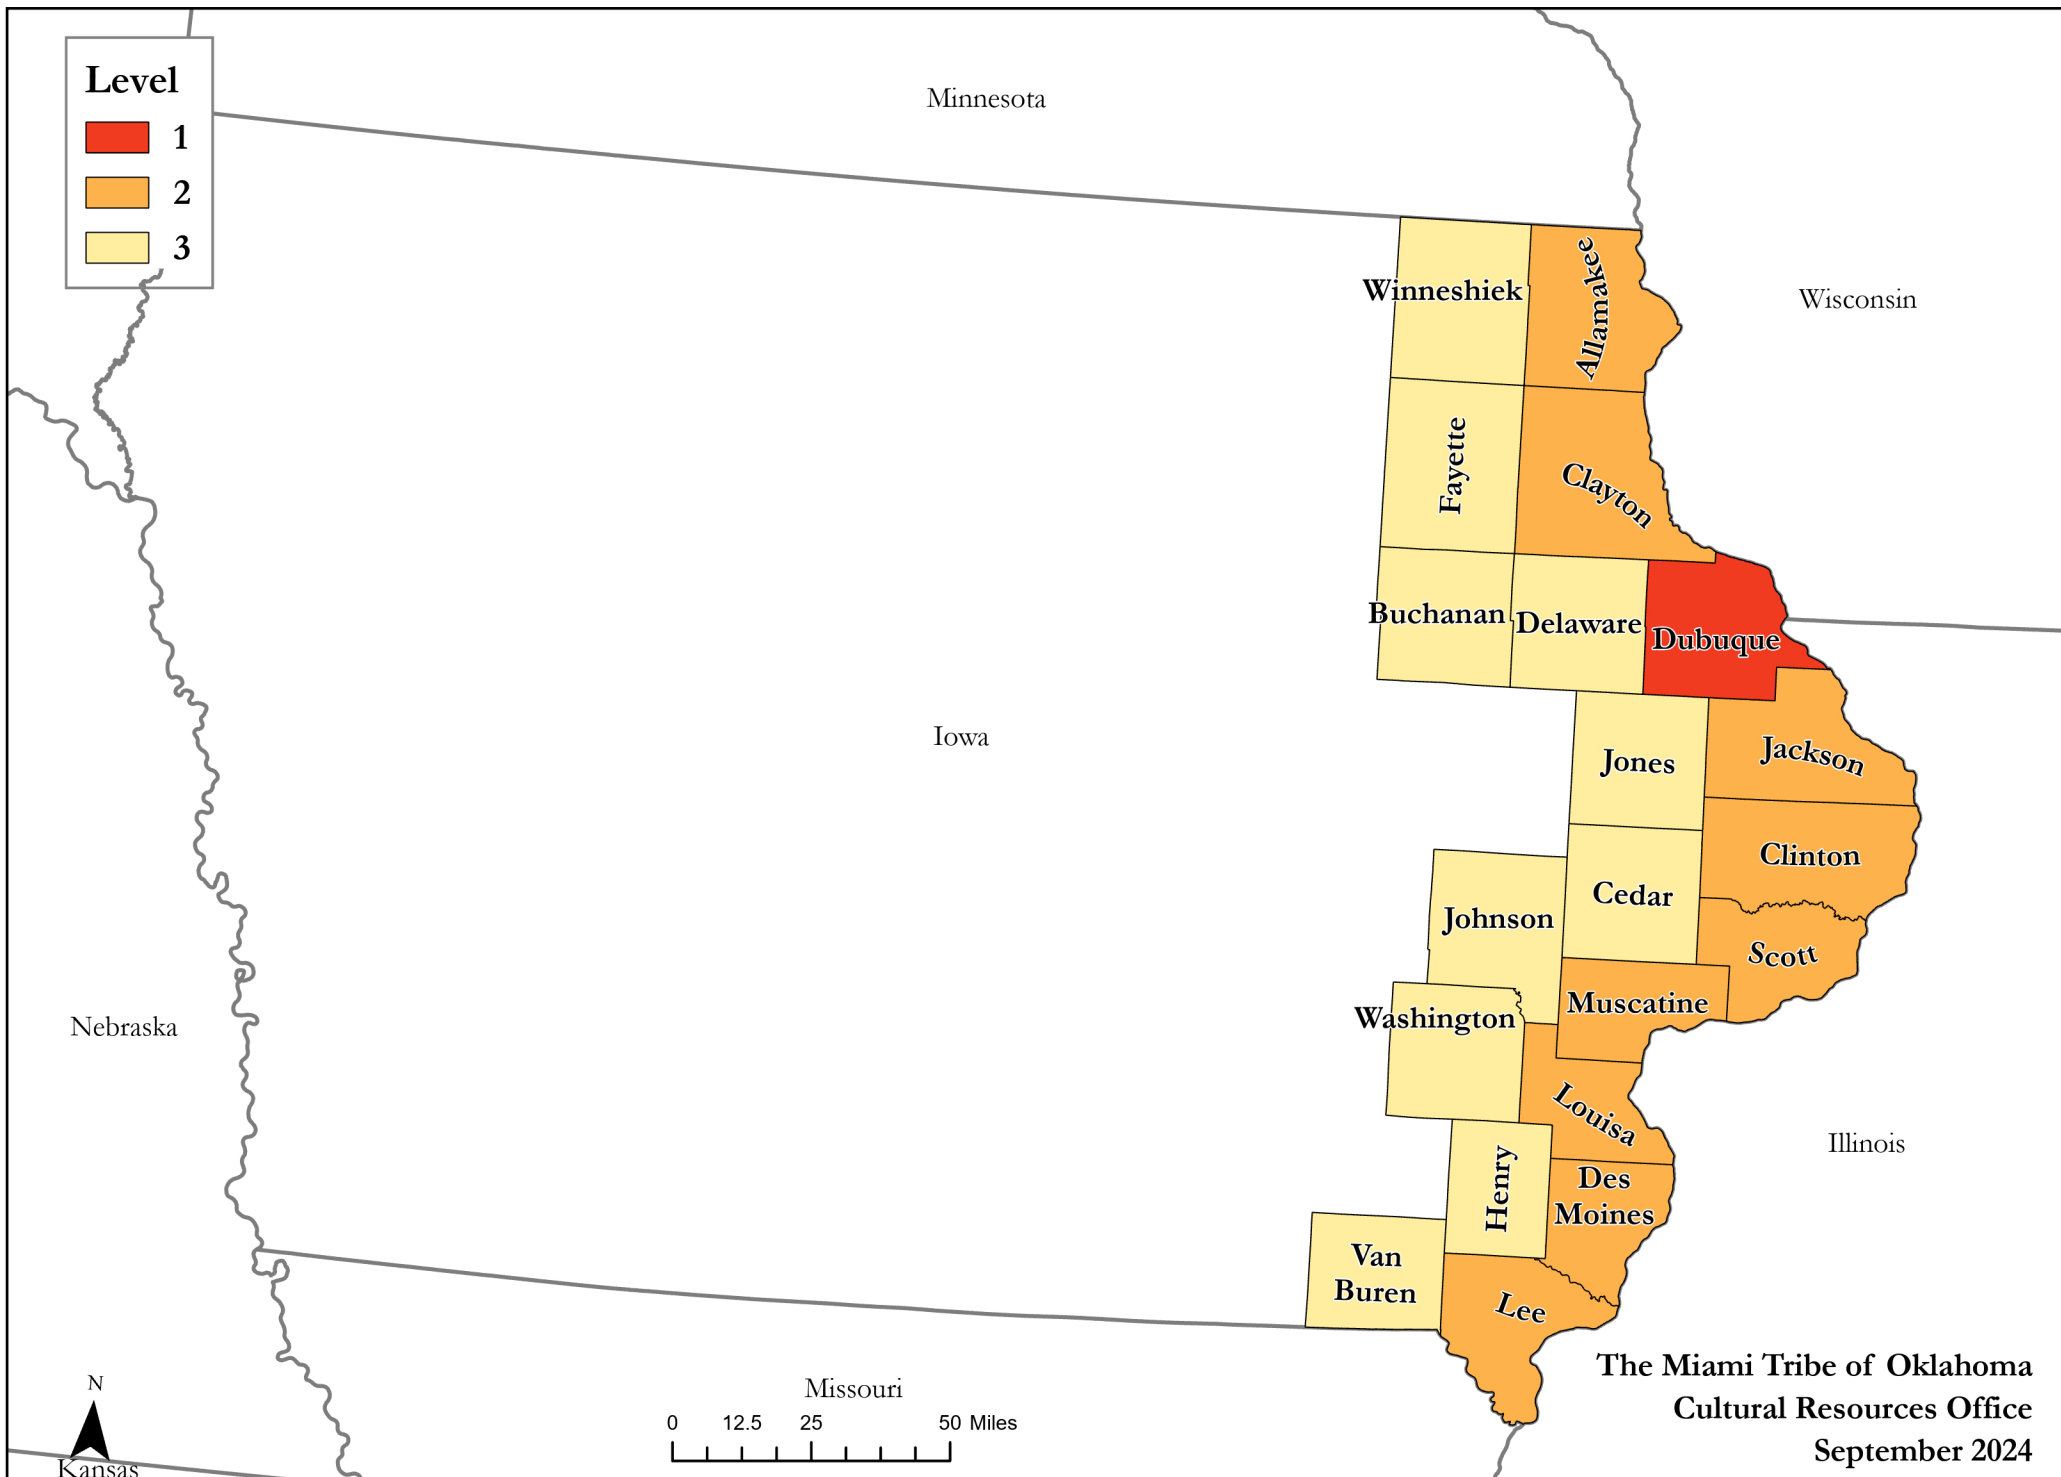 Level
1
2
3
Minnesota
Wisconsin
Winneshiek
Allamakee
Fayette
Clayton
Buchanan
Delaware
Dubuque
Iowa
Jones
Jackson
Clinton
Cedar
Johnson
Scott
Muscatine
Washington
Nebraska
Louisa
Illinois
Henry
Des
Moines
Van
Buren
Lee
The Miami Tribe of Oklahoma
Cultural Resources Office
September 2024
Missouri
0 12.5 25 50 Miles
N
Kansas